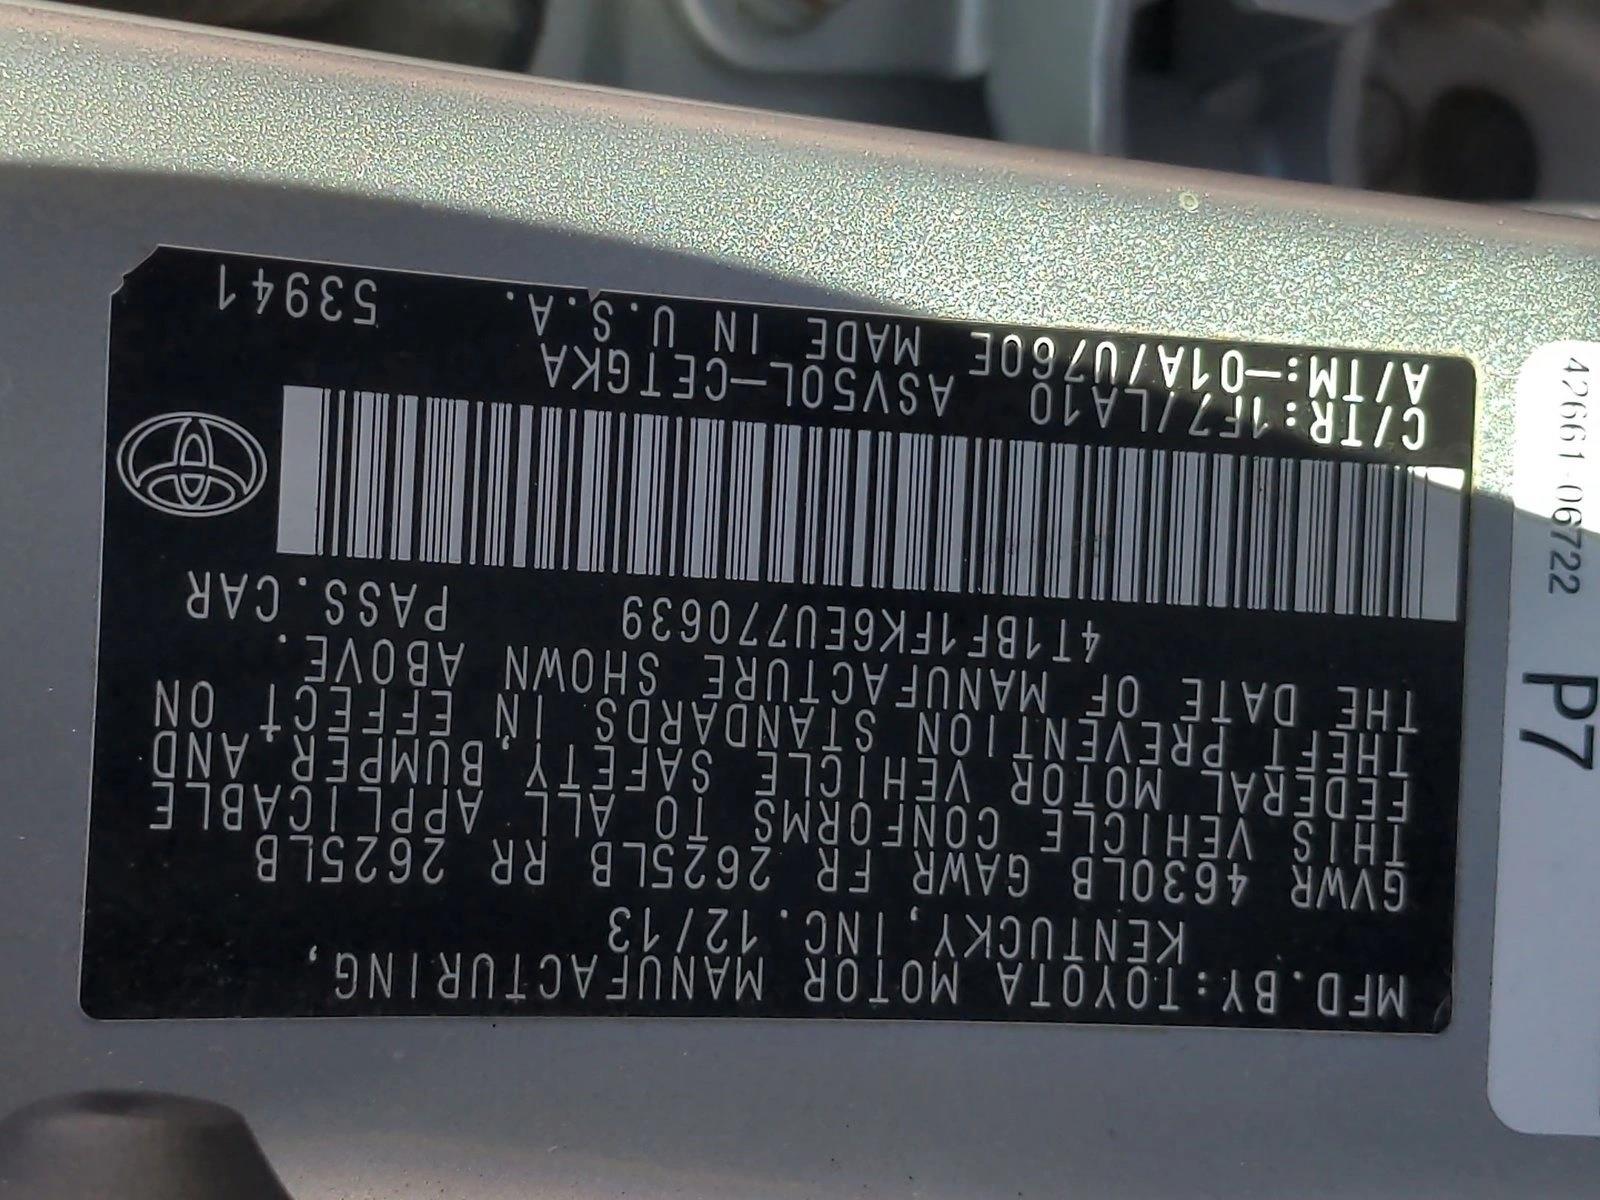 MFD.BY:TOYOTA MOTOR MANUFACTURING,
KENTUCKY, INC. 12/13
GVWR 4630LB GAWR FR 2625LB RR 2625LB
THIS VEHICLE CONFORMS TO ALL APPLICABLE
FEDERAL MOTOR VEHICLE SAFETY, BUMPER, AND
THEFT PREVENTION STANDARDS IN EFFECT ON
THE DATE OF MANUFACTURE SHOWN ABOVE.
4T1BF1FK6EU770639 PASS.CAR
C/TR:1F7/LA10 ASV50L-CETGKA
A/TM:-01A/U760E MADE IN U.S.A. 53941
42661-06722
P7